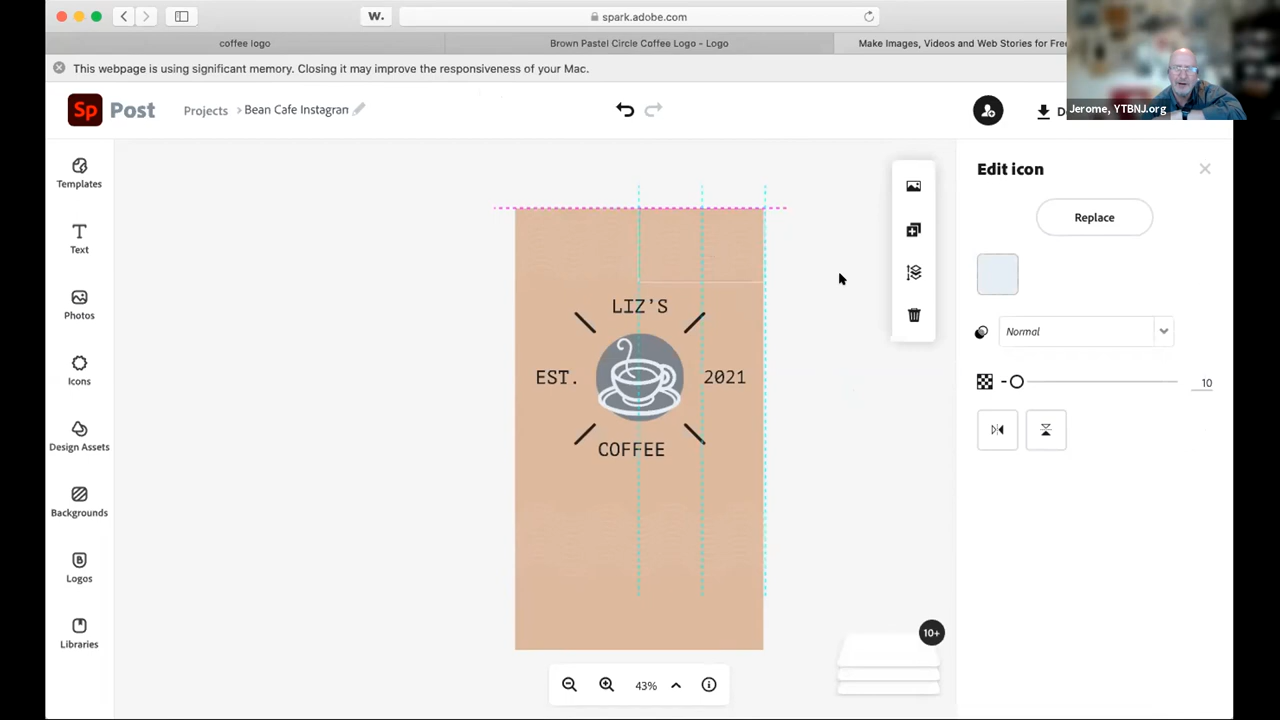 W.
spark.adobe.com
coffee logo
Brown Pastel Circle Coffee Logo - Logo
Make Images, Videos and Web Stories for Free
This webpage is using significant memory. Closing it may improve the responsiveness of your Mac.
Jerome, YTBNJ.org
Sp Post
Projects > Bean Cafe Instagram
D
Templates
Text
Photos
Icons
Design Assets
Backgrounds
B
Logos
Libraries
LIZ'S
EST. 2021
COFFEE
Edit icon
Replace
Normal
10
10+
43%